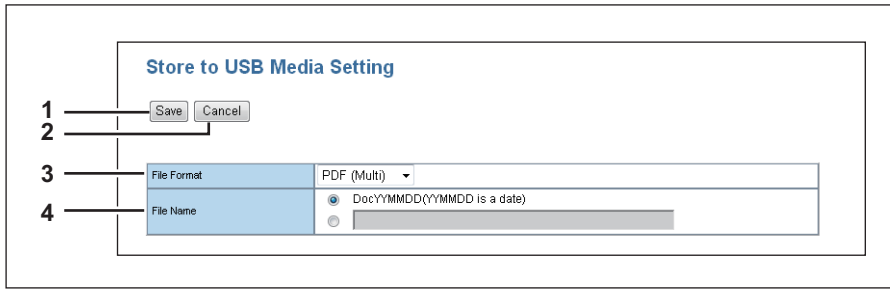 Store to USB Media Setting
1
Save Cancel
2
3
File Format PDF (Multi)
4
File Name
DocYYMMDD(YYMMDD is a date)